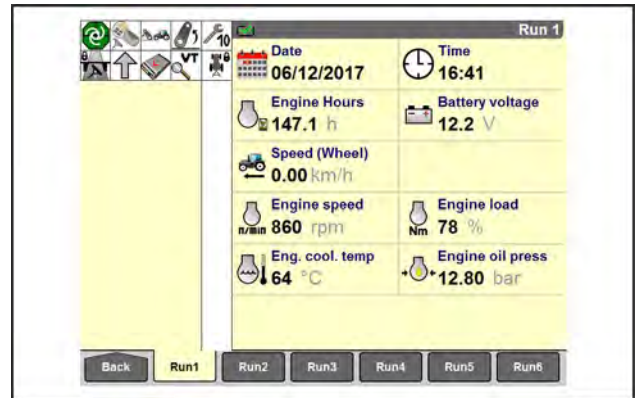 Run 1
10
VT
Date
06/12/2017
Time
16:41
Engine Hours
147.1 h
Battery voltage
12.2 V
Speed (Wheel)
0.00 km/h
Engine speed
n/min 860 rpm
Engine load
Nm 78 %
Eng. cool. temp
64 °C
Engine oil press
12.80 bar
Back
Run1
Run2
Run3
Run4
Run5
Run6